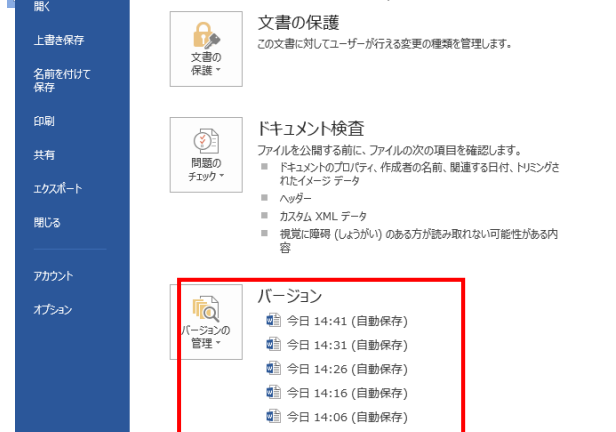 開く
上書き保存
名前を付けて
保存
印刷
共有
エクスポート
閉じる
アカウント
オプション
文書の
保護
文書の保護
この文書に対してユーザーが行える変更の種類を管理します。
問題の
チェック
ドキュメント検査
ファイルを公開する前に、ファイルの次の項目を確認します。
ドキュメントのプロパティ、作成者の名前、関連する日付、トリミングさ
れたイメージ データ
ヘッダー
カスタム XML データ
視覚に障碍 (しょうがい) のある方が読み取れない可能性がある内
容
バージョンの
管理
バージョン
今日 14:41 (自動保存)
今日 14:31 (自動保存)
今日 14:26 (自動保存)
今日 14:16 (自動保存)
今日 14:06 (自動保存)